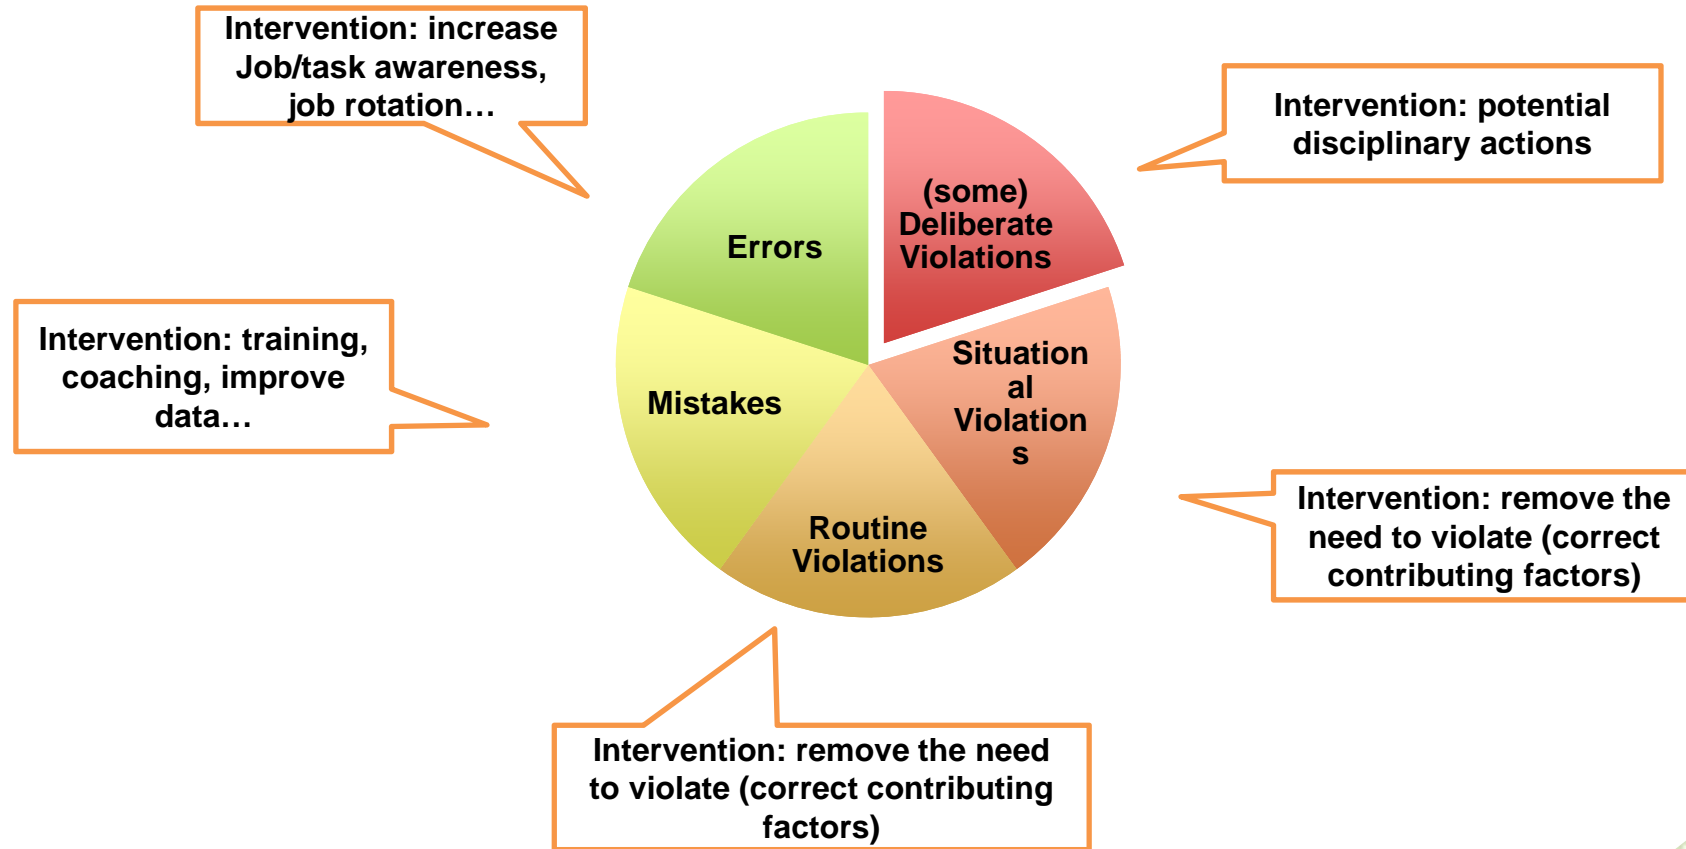 Intervention: increase
Job/task awareness,
job rotation…
Intervention: potential
disciplinary actions
(some)
Deliberate
Violations
Errors
Intervention: training,
coaching, improve
data…
Mistakes
Situation
al
Violation
s
Routine
Violations
Intervention: remove the
need to violate (correct
contributing factors)
Intervention: remove the need
to violate (correct contributing
factors)